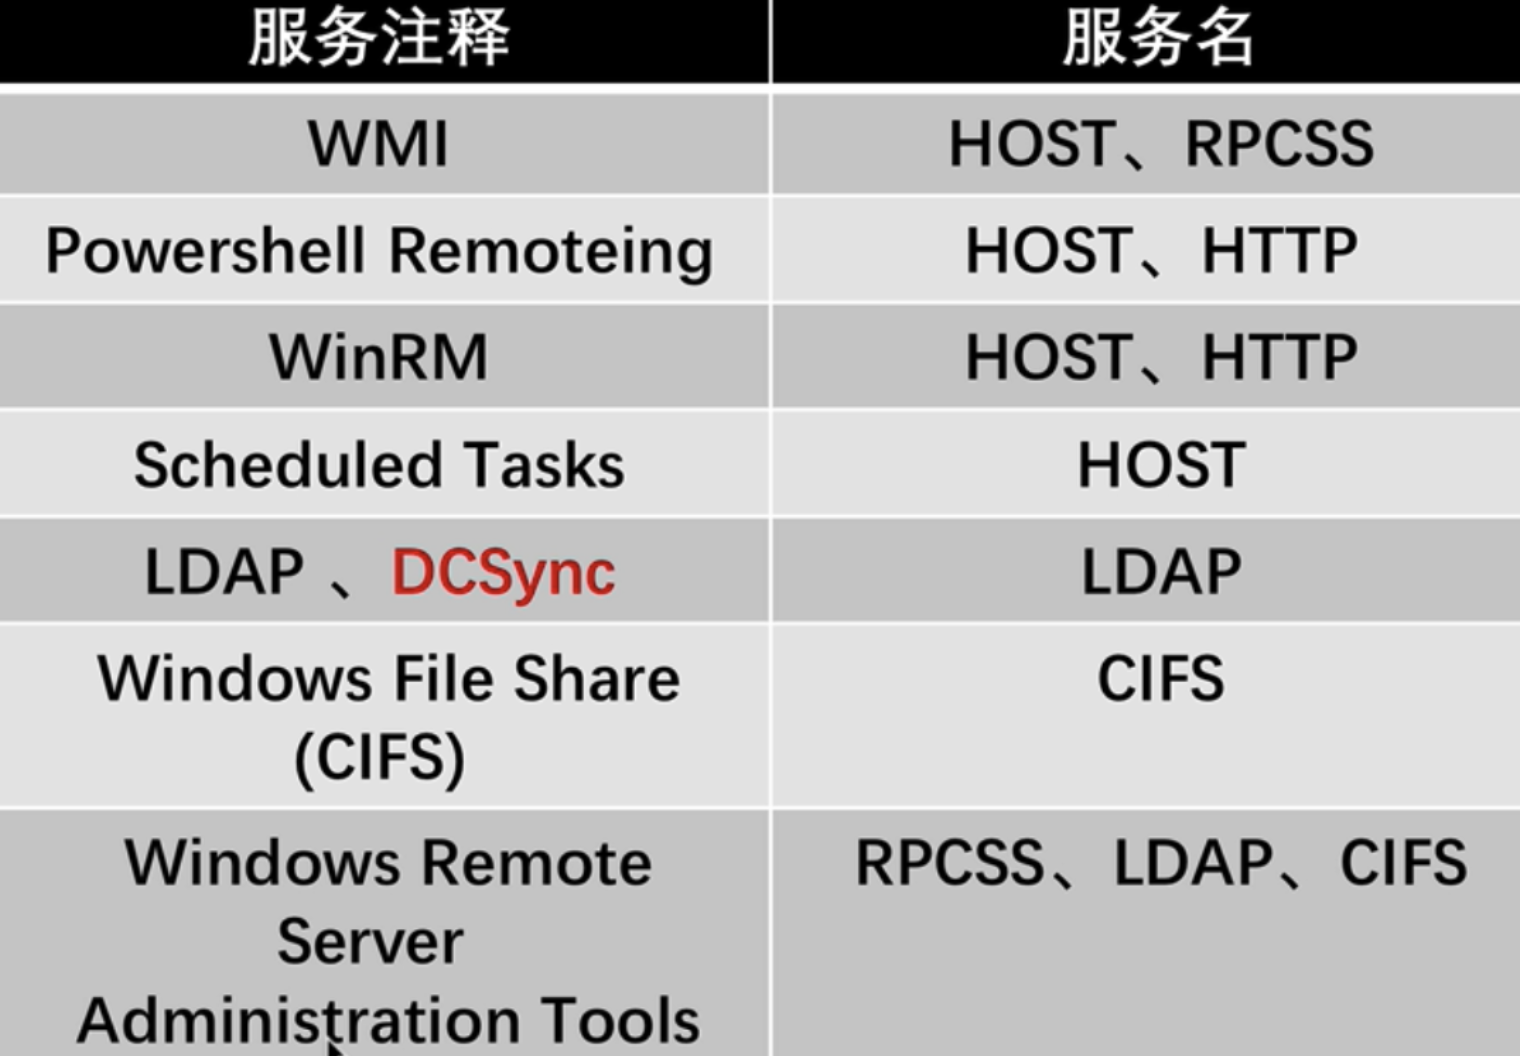 服务注释 服务名
WMI HOST、RPCSS
Powershell Remoteing HOST、HTTP
WinRM HOST、HTTP
Scheduled Tasks HOST
LDAP 、DCSync LDAP
Windows File Share CIFS
(CIFS)
Windows Remote RPCSS、LDAP、CIFS
Server
Administration Tools